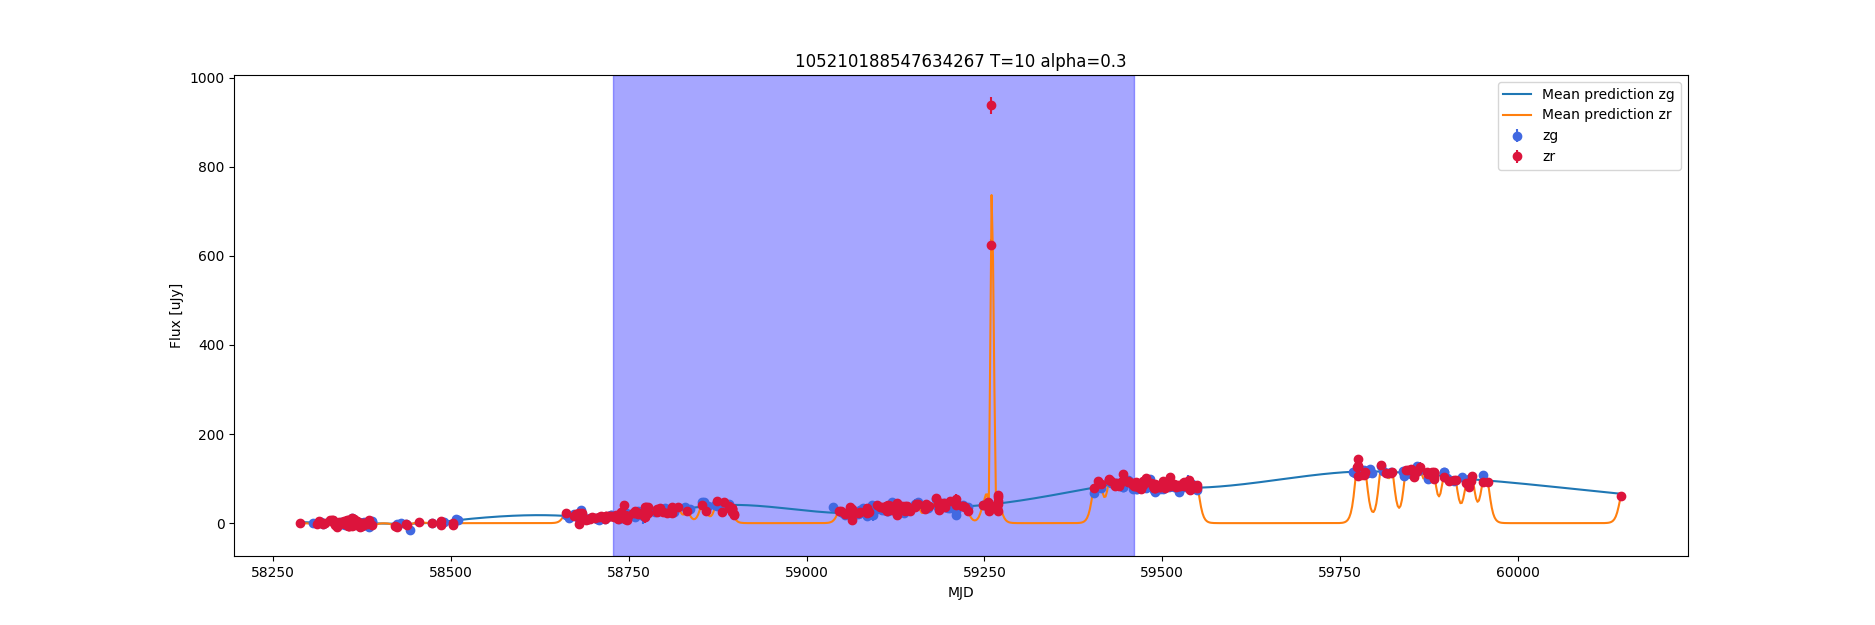 105210188547634267 T=10 alpha=0.3
1000
800
600
400
200
0
Flux [uJy]
58250 58500 58750 59000 59250 59500 59750 60000
MJD
Mean prediction zg
Mean prediction zr
zg
zr